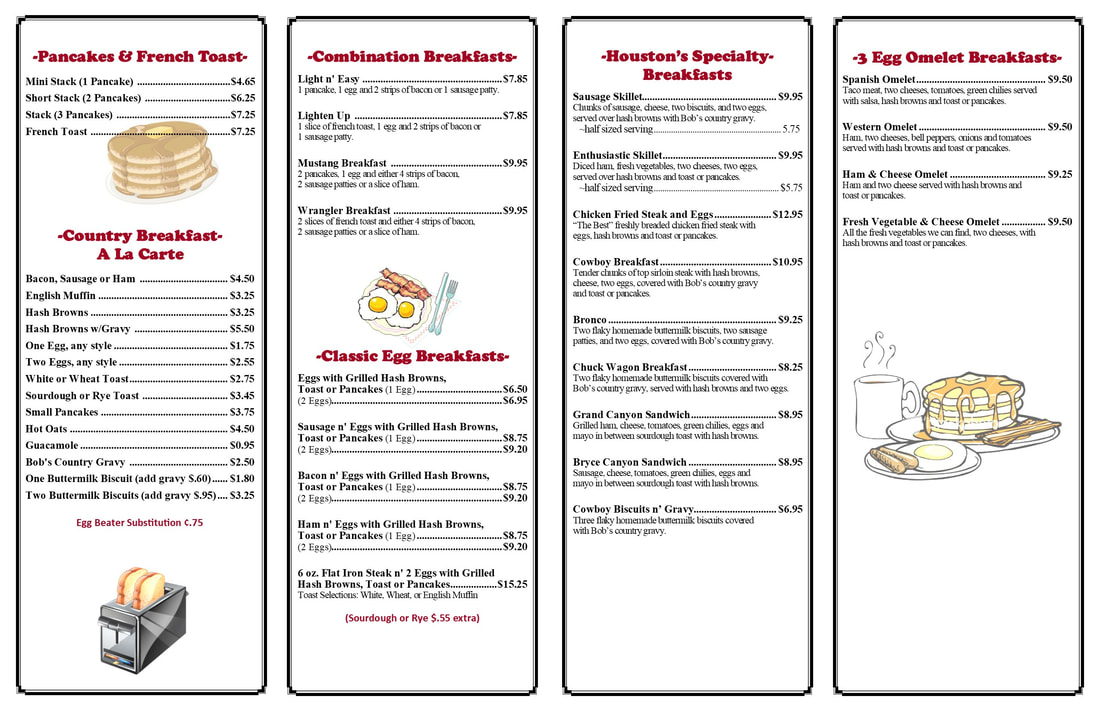 -Pancakes & French Toast-
Mini Stack (1 Pancake) ........................$4.65
Short Stack (2 Pancakes) ......................$6.25
Stack (3 Pancakes) ............................$7.25
French Toast ..................................$7.25
-Country Breakfast-
A La Carte
Bacon, Sausage or Ham ........................ $4.50
English Muffin ............................... $3.25
Hash Browns .................................. $3.25
Hash Browns w/Gravy .......................... $5.50
One Egg, any style ........................... $1.75
Two Eggs, any style .......................... $2.55
White or Wheat Toast.......................... $2.75
Sourdough or Rye Toast ....................... $3.45
Small Pancakes ............................... $3.75
Hot Oats ..................................... $4.50
Guacamole .................................... $0.95
Bob's Country Gravy .......................... $2.50
One Buttermilk Biscuit (add gravy $.60)...... $1.80
Two Buttermilk Biscuits (add gravy $.95).... $3.25
Egg Beater Substitution ¢.75
-Combination Breakfasts-
Light n' Easy ................................$7.85
1 pancake, 1 egg and 2 strips of bacon or 1 sausage patty.
Lighten Up ...................................$7.85
1 slice of french toast, 1 egg and 2 strips of bacon or
1 sausage patty.
Mustang Breakfast ............................$9.95
2 pancakes, 1 egg and either 4 strips of bacon,
2 sausage patties or a slice of ham.
Wrangler Breakfast ...........................$9.95
2 slices of french toast and either 4 strips of bacon,
2 sausage patties or a slice of ham.
-Classic Egg Breakfasts-
Eggs with Grilled Hash Browns,
Toast or Pancakes (1 Egg) ....................$6.50
(2 Eggs)......................................$6.95
Sausage n' Eggs with Grilled Hash Browns,
Toast or Pancakes (1 Egg) ....................$8.75
(2 Eggs)......................................$9.20
Bacon n' Eggs with Grilled Hash Browns,
Toast or Pancakes (1 Egg) ....................$8.75
(2 Eggs)......................................$9.20
Ham n' Eggs with Grilled Hash Browns,
Toast or Pancakes (1 Egg) ....................$8.75
(2 Eggs)......................................$9.20
6 oz. Flat Iron Steak n' 2 Eggs with Grilled
Hash Browns, Toast or Pancakes.................$15.25
Toast Selections: White, Wheat, or English Muffin
(Sourdough or Rye $.55 extra)
-Houston's Specialty-
Breakfasts
Sausage Skillet............................... $9.95
Chunks of sausage, cheese, two biscuits, and two eggs,
served over hash browns with Bob's country gravy.
~half sized serving........................... 5.75
Enthusiastic Skillet.......................... $9.95
Diced ham, fresh vegetables, two cheeses, two eggs,
served over hash browns and toast or pancakes.
~half sized serving........................... $5.75
Chicken Fried Steak and Eggs................. $12.95
"The Best" freshly breaded chicken fried steak with
eggs, hash browns and toast or pancakes.
Cowboy Breakfast ............................. $10.95
Tender chunks of top sirloin steak with hash browns,
cheese, two eggs, covered with Bob's country gravy
and toast or pancakes.
Bronco ....................................... $9.25
Two flaky homemade buttermilk biscuits, two sausage
patties, and two eggs, covered with Bob's country gravy.
Chuck Wagon Breakfast ........................ $8.25
Two flaky homemade buttermilk biscuits covered with
Bob's country gravy, served with hash browns and two eggs.
Grand Canyon Sandwich......................... $8.95
Grilled ham, cheese, tomatoes, green chilies, eggs and
mayo in between sourdough toast with hash browns.
Bryce Canyon Sandwich ........................ $8.95
Sausage, cheese, tomatoes, green chilies, eggs and
mayo in between sourdough toast with hash browns.
Cowboy Biscuits n' Gravy...................... $6.95
Three flaky homemade buttermilk biscuits covered
with Bob's country gravy.
-3 Egg Omelet Breakfasts-
Spanish Omelet................................ $9.50
Taco meat, two cheeses, tomatoes, green chilies served
with salsa, hash browns and toast or pancakes.
Western Omelet ............................... $9.50
Ham, two cheeses, bell peppers, onions and tomatoes
served with hash browns and toast or pancakes.
Ham & Cheese Omelet .......................... $9.25
Ham and two cheese served with hash browns and
toast or pancakes.
Fresh Vegetable & Cheese Omelet .............. $9.50
All the fresh vegetables we can find, two cheeses, with
hash browns and toast or pancakes.